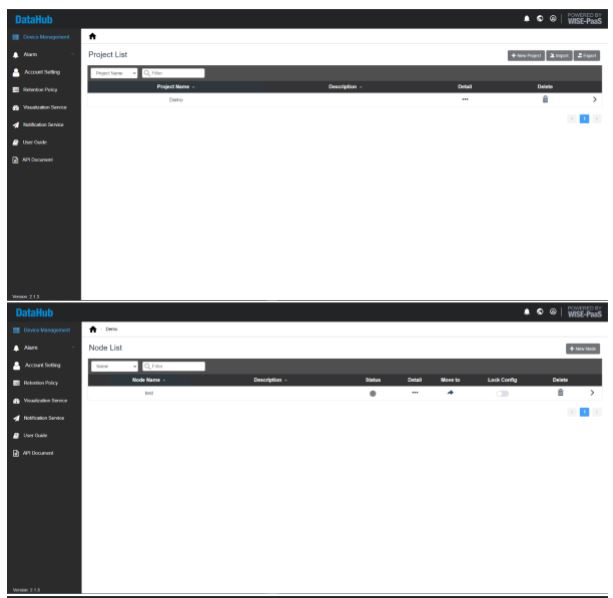 DataHub
POWERED BY
WISE-PaaS
Device Management
Alarm
Account Setting
Retention Policy
Visualization Service
Notification Service
User Guide
API Document
Version: 2.1.3
Project List
+ New Project
Import
Export
Project Name
Filter
Project Name
Description
Detail
Delete
Demo
1
DataHub
POWERED BY
WISE-PaaS
Device Management
Alarm
Account Setting
Retention Policy
Visualization Service
Notification Service
User Guide
API Document
Version: 2.1.3
Demo
Node List
+ New Node
Name
Filter
Node Name
Description
Status
Detail
Move to
Lock Config
Delete
1